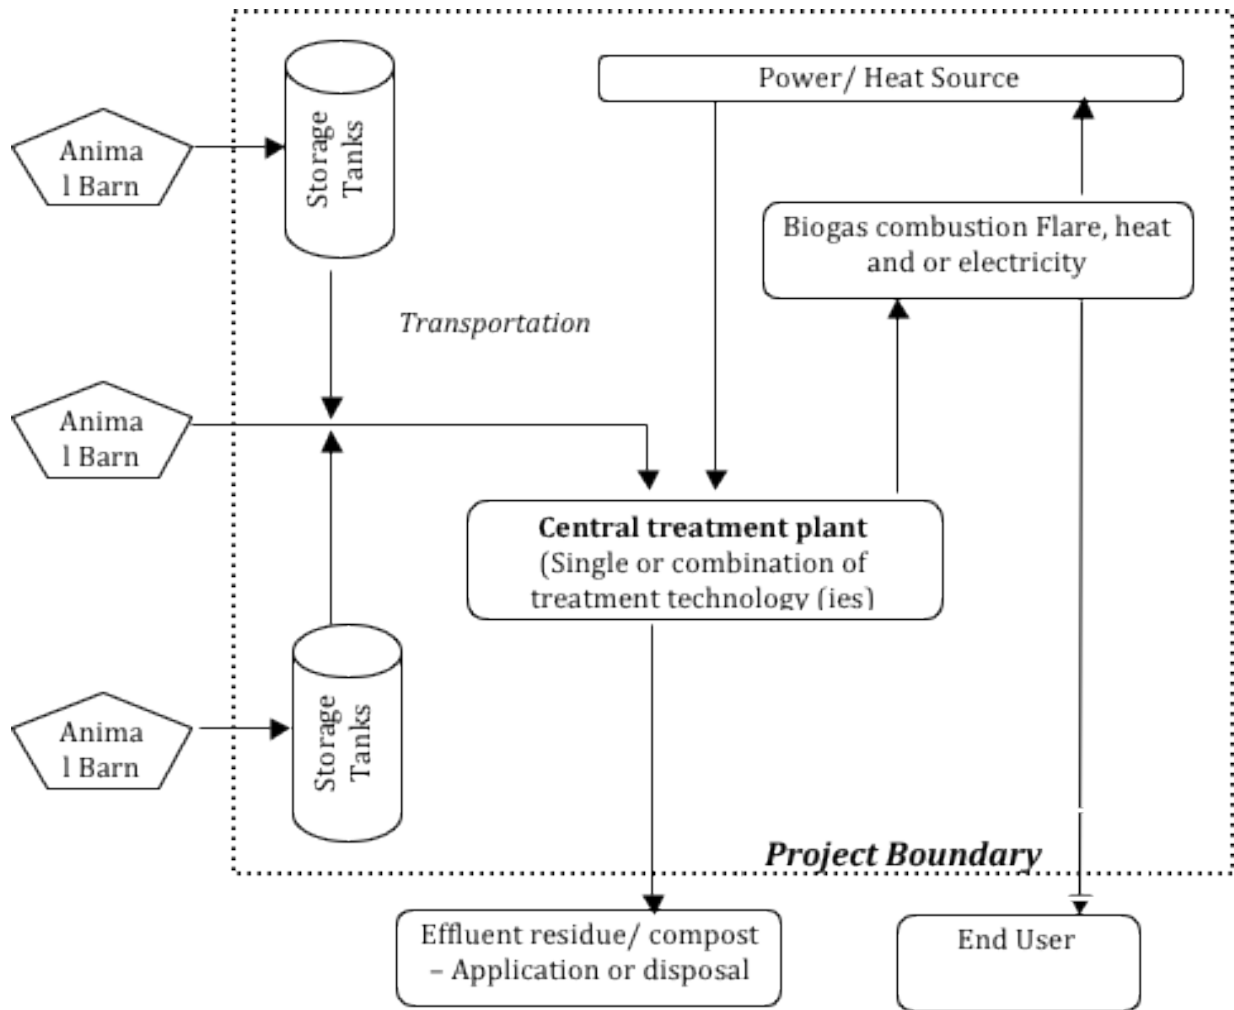 Power/ Heat Source
Storage
Tanks
Anima
l Barn
Biogas combustion Flare, heat
and or electricity
Transportation
Anima
l Barn
Central treatment plant
(Single or combination of
treatment technology (ies)
Storage
Tanks
Anima
l Barn
Project Boundary
Effluent residue/ compost
– Application or disposal
End User